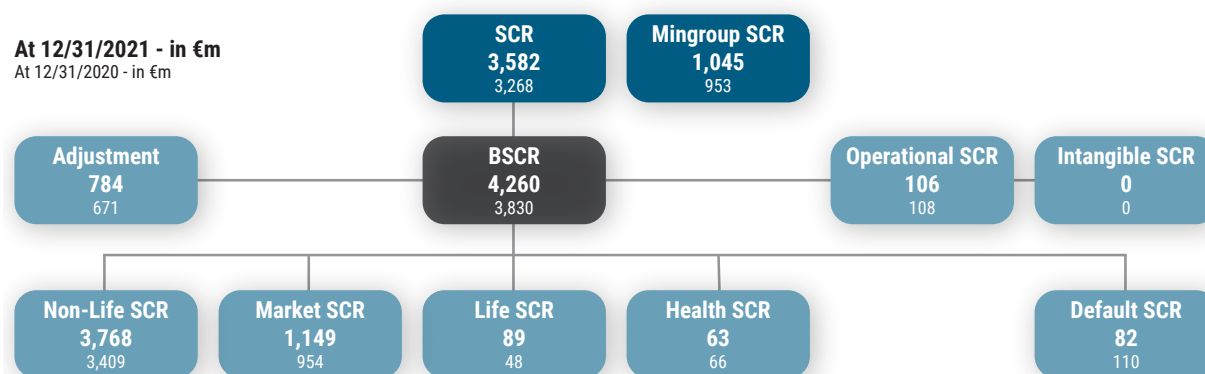 At 12/31/2021 - in €m
At 12/31/2020 - in €m
SCR
3,582
3,268
Mingroup SCR
1,045
953
Adjustment
784
671
BSCR
4,260
3,830
Operational SCR
106
108
Intangible SCR
0
0
Non-Life SCR
3,768
3,409
Market SCR
1,149
954
Life SCR
89
48
Health SCR
63
66
Default SCR
82
110